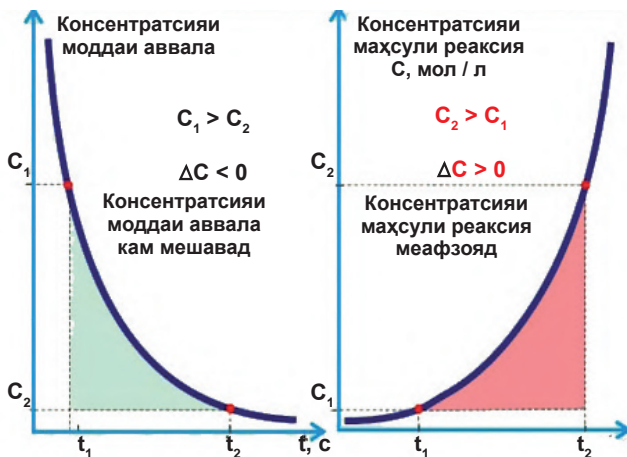 Консентратсияи
моддаи аввала
C₁ > C₂
ΔC < 0
Консентратсияи
моддаи аввала
кам мешавад
C₁
C₂
t₁
t₂
t, c
Консентратсияи
маҳсули реаксия
C, мол / л
C₂ > C₁
ΔC > 0
Консентратсияи
маҳсули реаксия
меафзояд
C₂
C₁
t₁
t₂